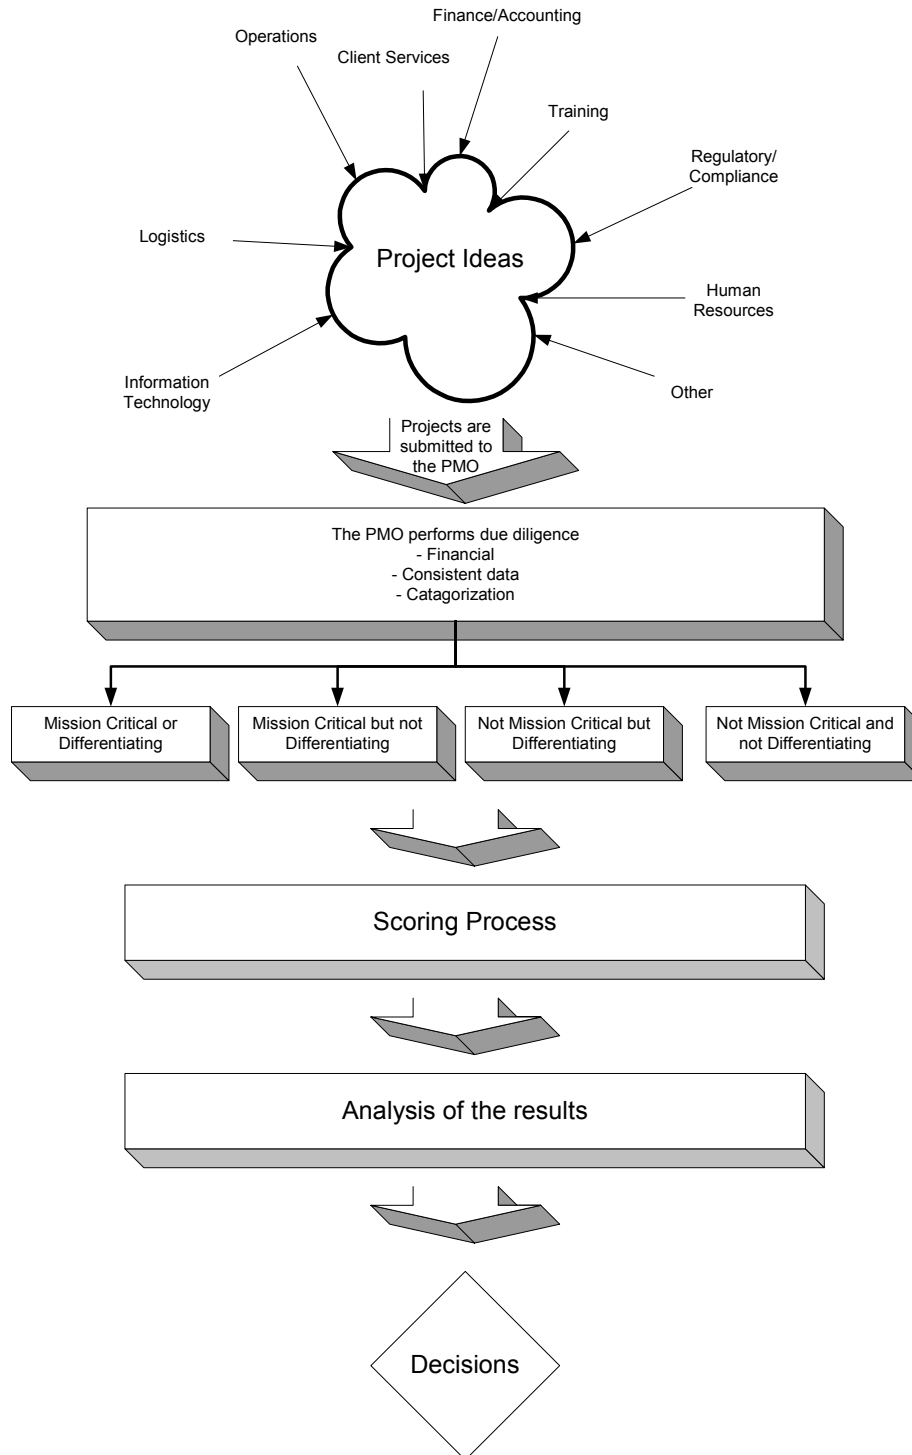 Finance/Accounting
Operations
Client Services
Training
Regulatory/
Compliance
Logistics
Project Ideas
Human
Resources
Information
Technology
Other
Projects are
submitted to
the PMO
The PMO performs due diligence
- Financial
- Consistent data
- Catagorization
Mission Critical or
Differentiating
Mission Critical but not
Differentiating
Not Mission Critical but
Differentiating
Not Mission Critical and
not Differentiating
Scoring Process
Analysis of the results
Decisions